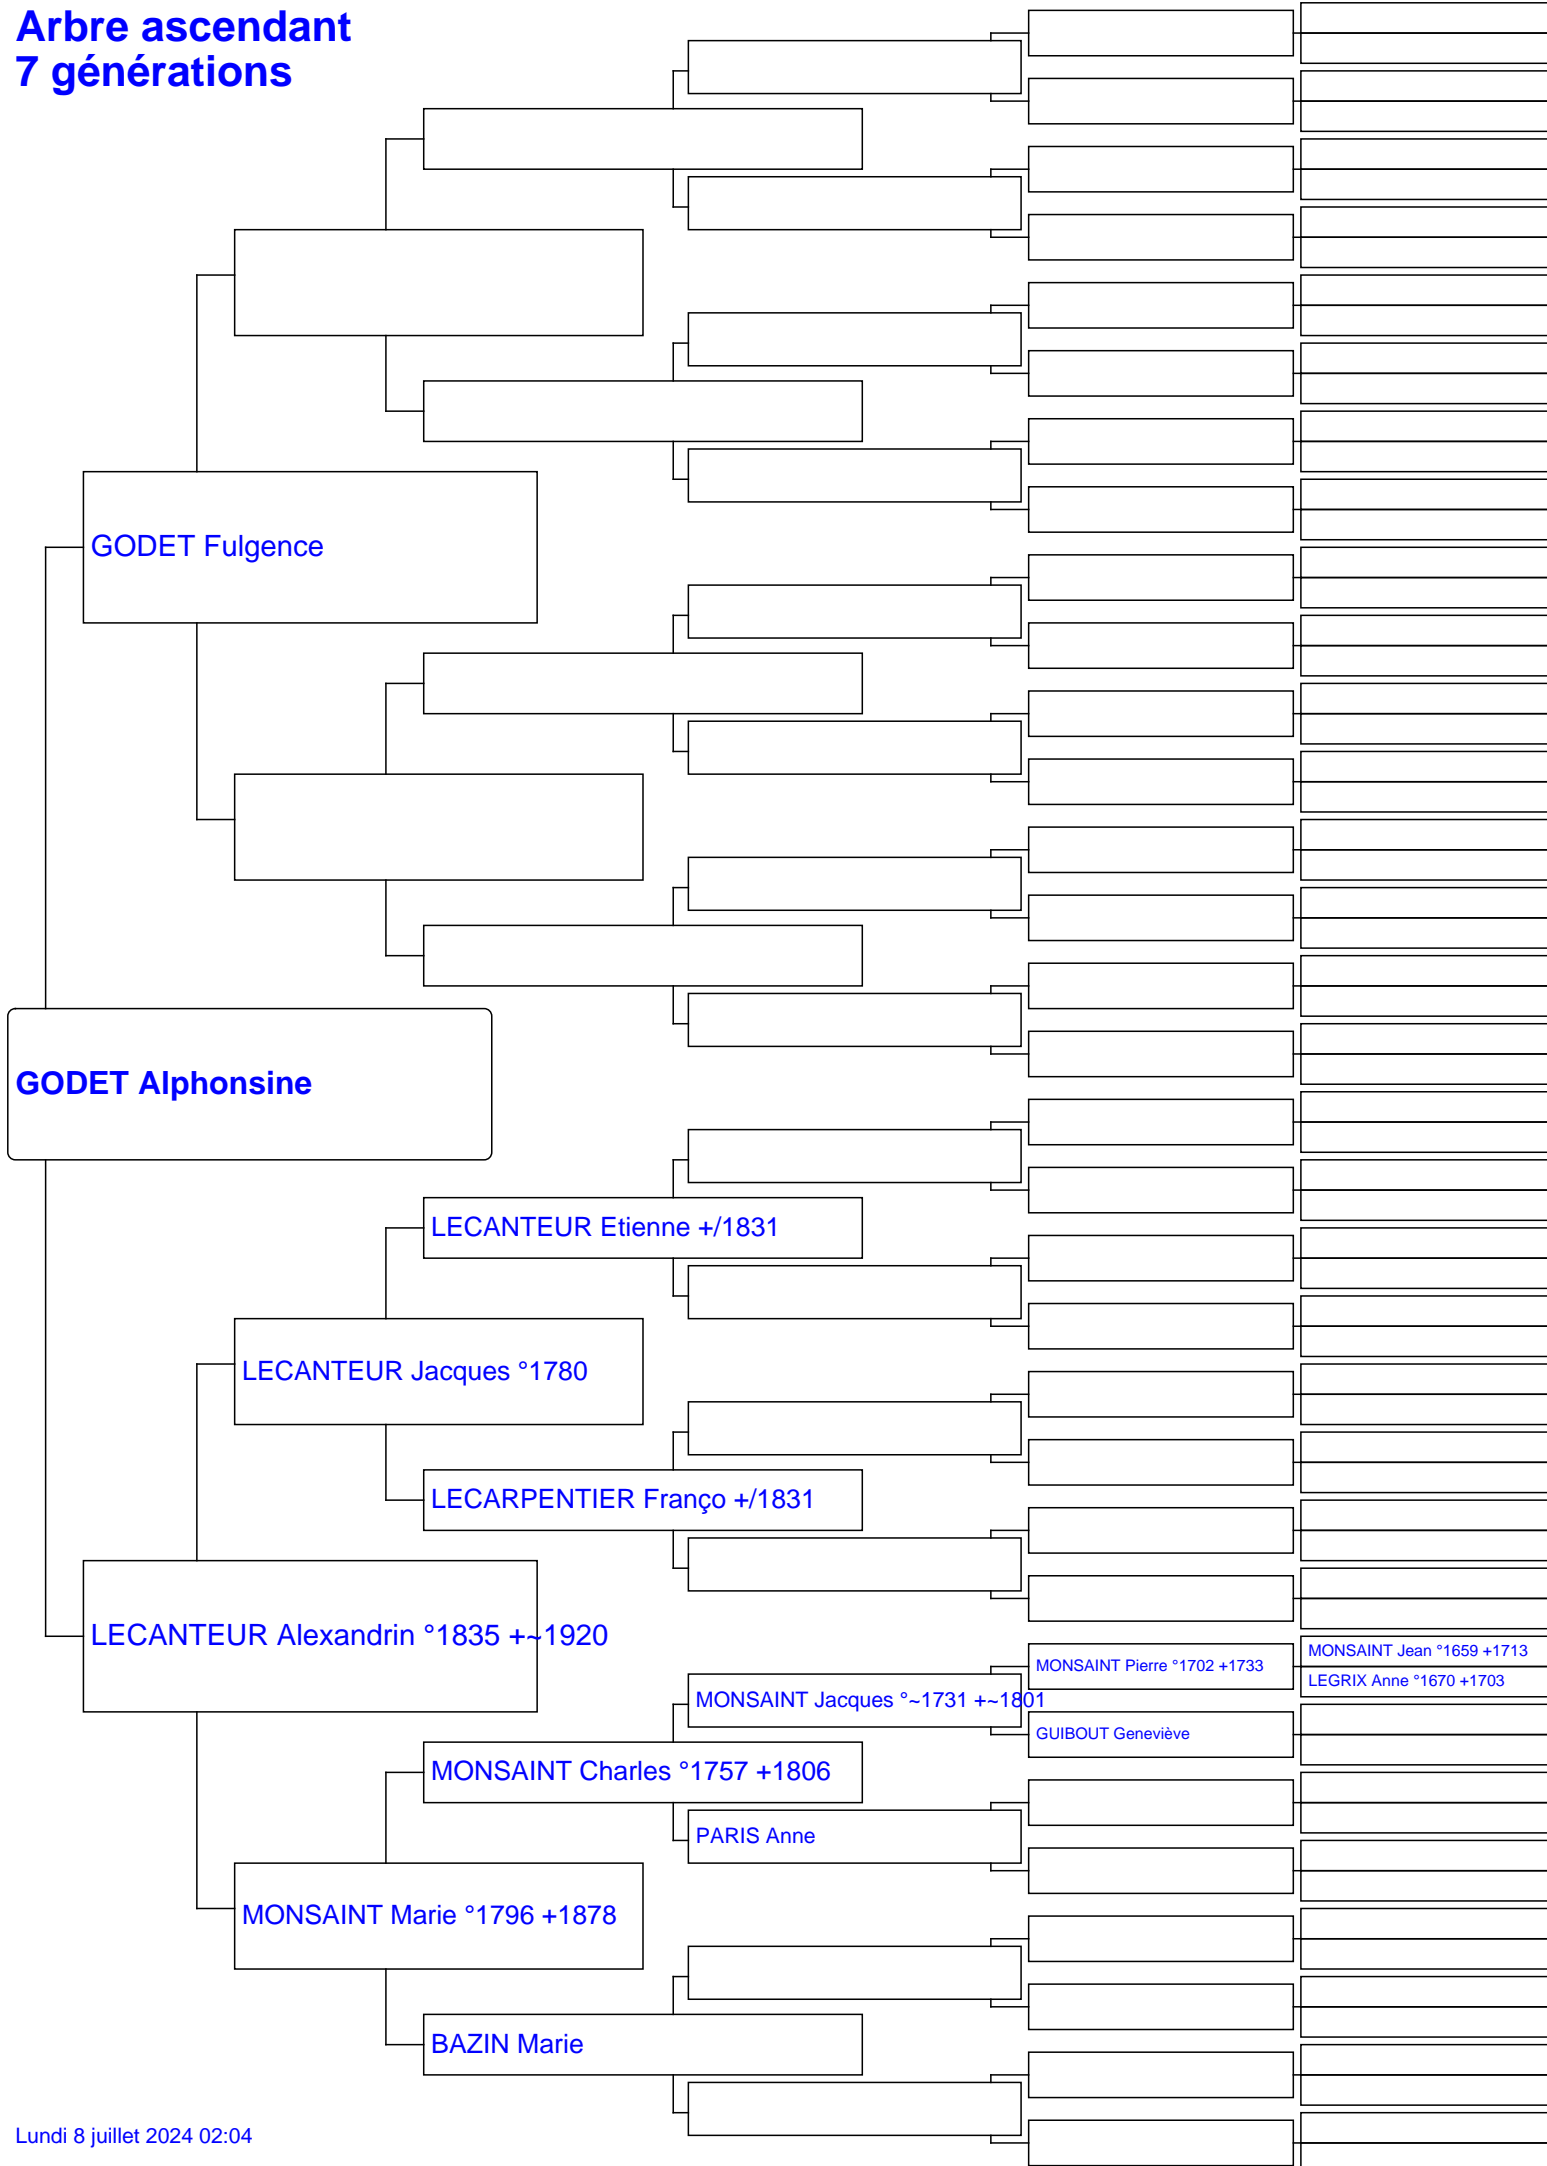 Arbre ascendant
7 générations
GODET Fulgence
GODET Alphonsine
LECANTEUR Etienne +/1831
LECANTEUR Jacques °1780
LECARPENTIER Franço +/1831
LECANTEUR Alexandrin °1835 +~1920
MONSAINT Jean °1659 +1713
MONSAINT Pierre °1702 +1733
LEGRIX Anne °1670 +1703
MONSAINT Jacques °~1731 +~1801
GUIBOUT Geneviève
MONSAINT Charles °1757 +1806
PARIS Anne
MONSAINT Marie °1796 +1878
BAZIN Marie
Lundi 8 juillet 2024 02:04